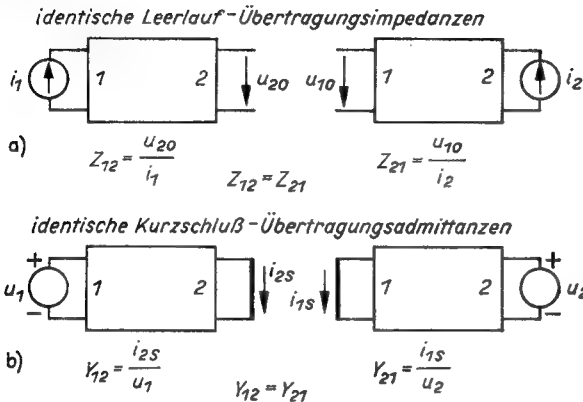 identische Leerlauf-Übertragungsimpedanzen
i₁ 1 2 u₂₀ u₁₀ 1 2 i₂
a) Z₁₂ = u₂₀/i₁ Z₁₂ = Z₂₁ Z₂₁ = u₁₀/i₂
identische Kurzschluß-Übertragungsadmittanzen
u₁ + − 1 2 i₂ₛ i₁ₛ 1 2 + − u₂
b) Y₁₂ = i₂ₛ/u₁ Y₁₂ = Y₂₁ Y₂₁ = i₁ₛ/u₂